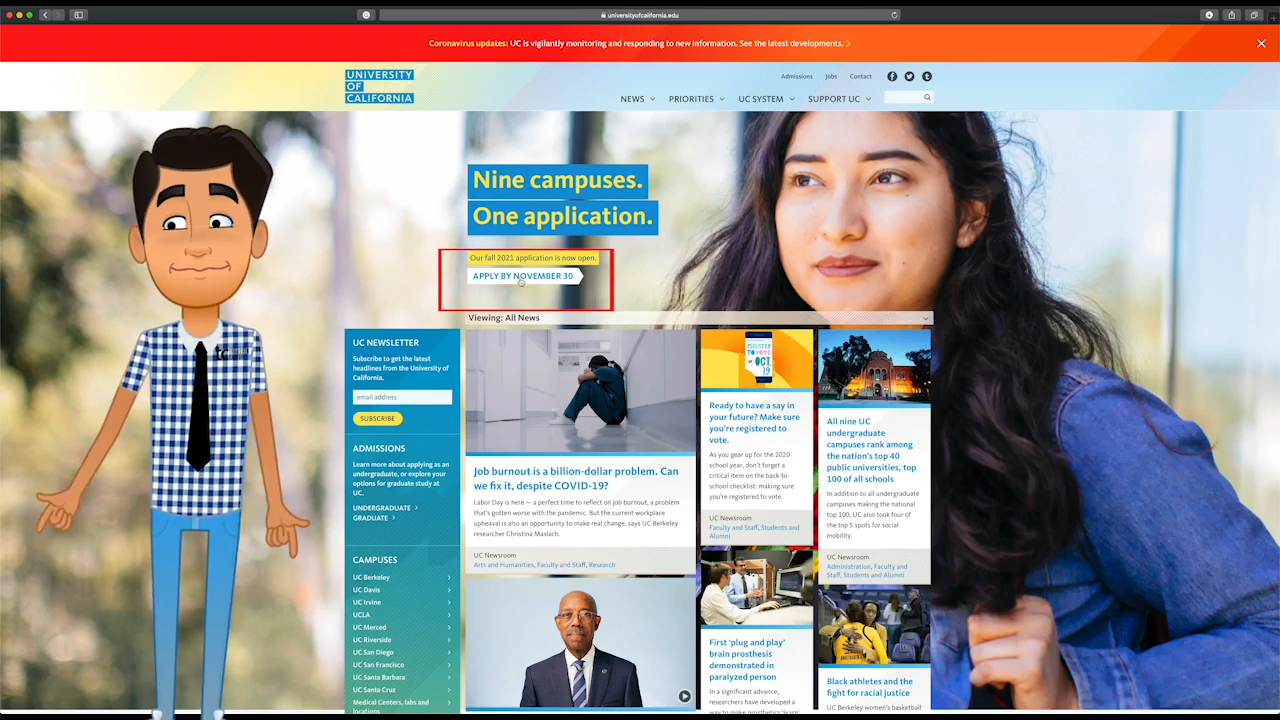 universityofcalifornia.edu
Coronavirus updates: UC is vigilantly monitoring and responding to new information. See the latest developments. >
UNIVERSITY
OF
CALIFORNIA
Admissions Jobs Contact
NEWS PRIORITIES UC SYSTEM SUPPORT UC
Nine campuses.
One application.
Our fall 2021 application is now open.
APPLY BY NOVEMBER 30
Viewing: All News
UC NEWSLETTER
Subscribe to get the latest
headlines from the University of
California.
email address
SUBSCRIBE
ADMISSIONS
Learn more about applying as an
undergraduate, or explore your
options for graduate study at
UC.
UNDERGRADUATE >
GRADUATE >
CAMPUSES
UC Berkeley >
UC Davis >
UC Irvine >
UCLA >
UC Merced >
UC Riverside >
UC San Diego >
UC San Francisco >
UC Santa Barbara >
UC Santa Cruz >
Medical Centers, labs and >
locations
Job burnout is a billion-dollar problem. Can
we fix it, despite COVID-19?
Labor Day is here — a perfect time to reflect on job burnout, a problem
that's gotten worse with the pandemic. But the current workplace
upheaval is also an opportunity to make real change, says UC Berkeley
researcher Christina Maslach.
UC Newsroom
Arts and Humanities, Faculty and Staff, Research
REGISTER
TO VOTE
BY OCT.
19
Ready to have a say in
your future? Make sure
you're registered to
vote.
As you gear up for the 2020
school year, don't forget a
critical item on the back-to-
school checklist: making sure
you're registered to vote.
UC Newsroom
Faculty and Staff, Students and
Alumni
First 'plug and play'
brain prosthesis
demonstrated in
paralyzed person
In a significant advance,
researchers have developed a
way to make prosthetic 'learn'
All nine UC
undergraduate
campuses rank among
the nation's top 40
public universities, top
100 of all schools
In addition to all undergraduate
campuses making the national
top 100, UC also took four of
the top 5 spots for social
mobility.
UC Newsroom
Administration, Faculty and
Staff, Students and Alumni
Black athletes and the
fight for racial justice
UC Berkeley women's basketball